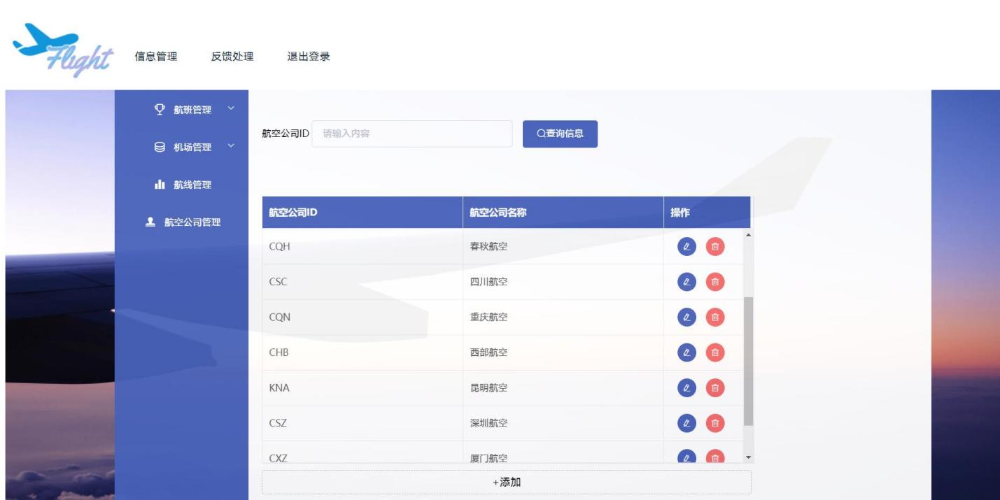 Flight
信息管理 反馈处理 退出登录
航班管理
机场管理
航线管理
航空公司管理
航空公司ID 请输入内容 查询信息
航空公司ID 航空公司名称 操作
CQH 春秋航空
CSC 四川航空
CQN 重庆航空
CHB 西部航空
KNA 昆明航空
CSZ 深圳航空
CXZ 厦门航空
+添加